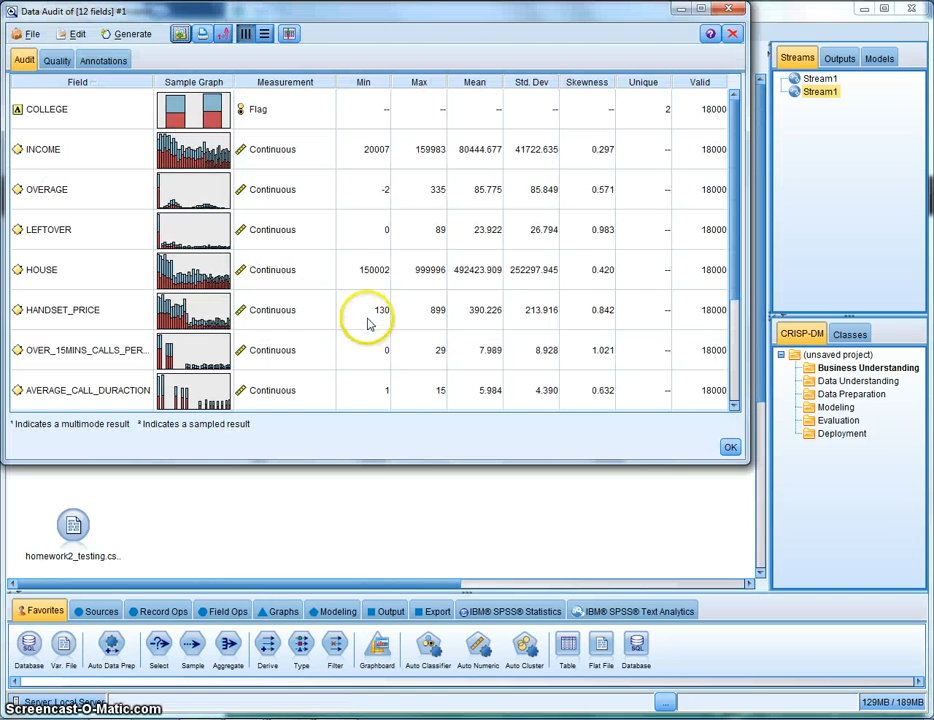 Data Audit of [12 fields] #1
File Edit Generate
Audit Quality Annotations
Field Sample Graph Measurement Min Max Mean Std. Dev Skewness Unique Valid
A COLLEGE Flag -- -- -- -- -- 2 18000
INCOME Continuous 20007 159983 80444.677 41722.635 0.297 -- 18000
OVERAGE Continuous -2 335 85.775 85.849 0.571 -- 18000
LEFTOVER Continuous 0 89 23.922 26.794 0.983 -- 18000
HOUSE Continuous 150002 999996 492423.909 252297.945 0.420 -- 18000
HANDSET_PRICE Continuous 130 899 390.226 213.916 0.842 -- 18000
OVER_15MINS_CALLS_PER... Continuous 0 29 7.989 8.928 1.021 -- 18000
AVERAGE_CALL_DURACTION Continuous 1 15 5.984 4.390 0.632 -- 18000
¹ Indicates a multimode result ² Indicates a sampled result
OK
Streams Outputs Models
Stream1
Stream1
CRISP-DM Classes
(unsaved project)
Business Understanding
Data Understanding
Data Preparation
Modeling
Evaluation
Deployment
homework2_testing.cs..
Favorites Sources Record Ops Field Ops Graphs Modeling Output Export IBM® SPSS® Statistics IBM® SPSS® Text Analytics
SQL SQL
Database Var. File Auto Data Prep Select Sample Aggregate Derive Type Filter Graphboard Auto Classifier Auto Numeric Auto Cluster Table Flat File Database
Server: Local Server ... 129MB / 189MB
Screencast-O-Matic.com